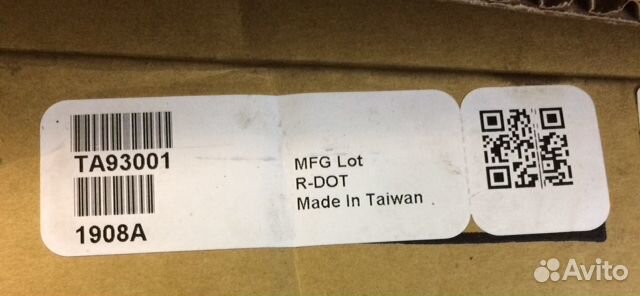 TA93001
1908A
MFG Lot
R-DOT
Made In Taiwan
Avito